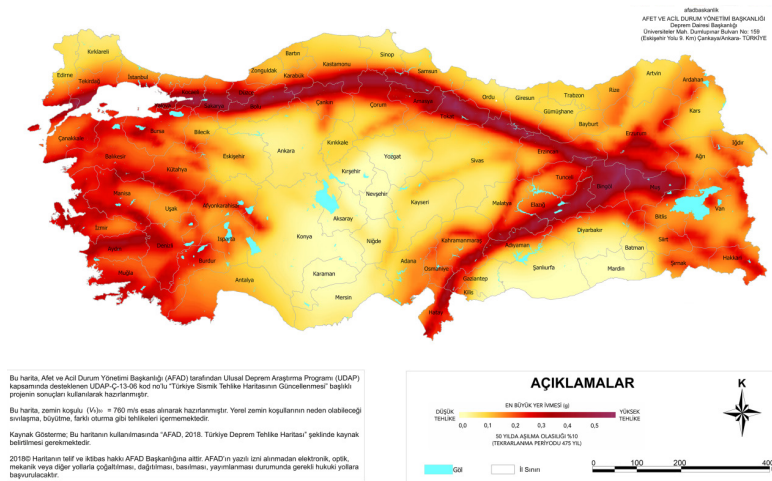 afadbaskanlik
AFET VE ACİL DURUM YÖNETİMİ BAŞKANLIĞI
Deprem Dairesi Başkanlığı
Üniversiteler Mah. Dumlupınar Bulvarı No: 159
(Eskişehir Yolu 9. Km) Çankaya/Ankara- TÜRKİYE
Kırklareli
Edirne
Tekirdağ
İstanbul
Zonguldak
Bartın
Karabük
Kastamonu
Sinop
Samsun
Ordu
Giresun
Trabzon
Rize
Artvin
Ardahan
Kars
Gümüşhane
Bayburt
Erzurum
Iğdır
Ağrı
Çanakkale
Balıkesir
Bursa
Bilecik
Eskişehir
Ankara
Çankırı
Çorum
Amasya
Tokat
Kırıkkale
Yozgat
Sivas
Erzincan
Tunceli
Bingöl
Muş
Kütahya
Manisa
Uşak
Afyonkarahisar
Kırşehir
Nevşehir
Kayseri
Malatya
Elazığ
Bitlis
Van
İzmir
Aydın
Denizli
Isparta
Burdur
Konya
Aksaray
Niğde
Kahramanmaraş
Adıyaman
Diyarbakır
Batman
Siirt
Şırnak
Hakkari
Muğla
Antalya
Karaman
Mersin
Adana
Osmaniye
Gaziantep
Kilis
Hatay
Şanlıurfa
Mardin
Bu harita, Afet ve Acil Durum Yönetimi Başkanlığı (AFAD) tarafından Ulusal Deprem Araştırma Programı (UDAP)
kapsamında desteklenen UDAP-Ç-13-06 kod no'lu "Türkiye Sismik Tehlike Haritasının Güncellenmesi" başlıklı
projenin sonuçları kullanılarak hazırlanmıştır.
Bu harita, zemin koşulu (Vs)30 = 760 m/s esas alınarak hazırlanmıştır. Yerel zemin koşullarının neden olabileceği
sıvılaşma, büyütme, farklı oturma gibi tehlikeleri içermemektedir.
Kaynak Gösterme; Bu haritanın kullanılmasında "AFAD, 2018. Türkiye Deprem Tehlike Haritası" şeklinde kaynak
belirtilmesi gerekmektedir.
2018© Haritanın telif ve iktibas hakkı AFAD Başkanlığına aittir. AFAD'ın yazılı izni alınmadan elektronik, optik,
mekanik veya diğer yollarla çoğaltılması, dağıtılması, basılması, yayımlanması durumunda gerekli hukuki yollara
başvurulacaktır.
AÇIKLAMALAR
EN BÜYÜK YER İVMESİ (g)
DÜŞÜK TEHLİKE
YÜKSEK TEHLİKE
0,0 0,1 0,2 0,3 0,4 0,5
50 YILDA AŞILMA OLASILIĞI %10
(TEKRARLANMA PERİYODU 475 YIL)
Göl
İl Sınırı
K
0 200 400